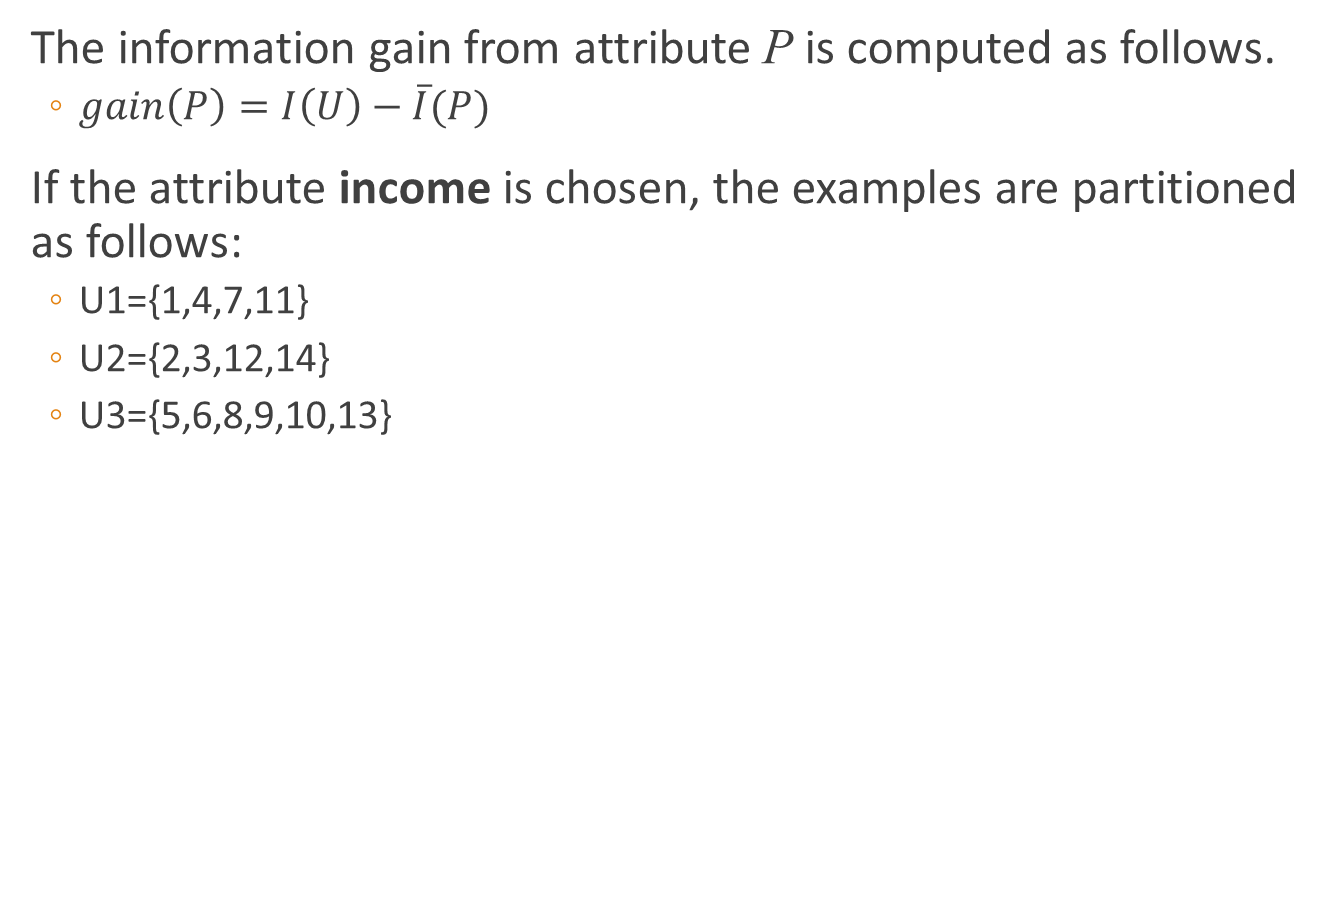 The information gain from attribute P is computed as follows.
◦ gain(P) = I(U) − Ī(P)
If the attribute income is chosen, the examples are partitioned
as follows:
◦ U1={1,4,7,11}
◦ U2={2,3,12,14}
◦ U3={5,6,8,9,10,13}